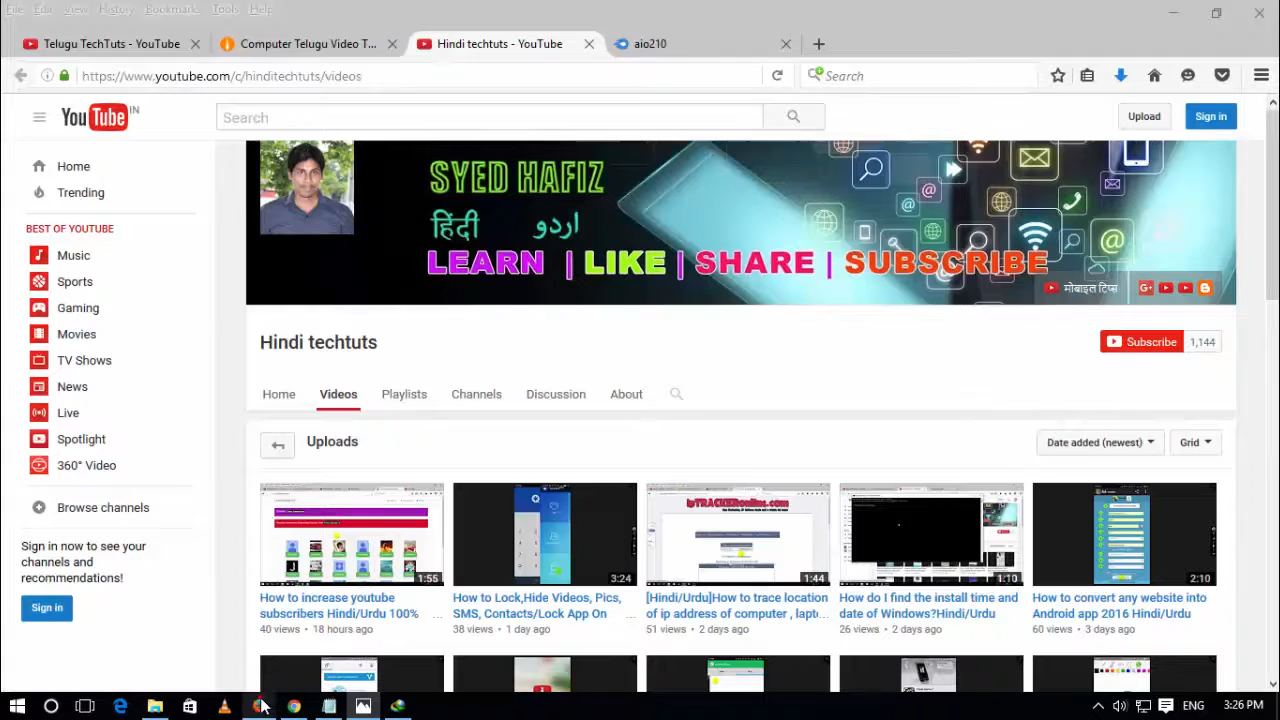 File Edit View History Bookmarks Tools Help
Telugu TechTuts - YouTube
Computer Telugu Video T...
Hindi techtuts - YouTube
aio210
https://www.youtube.com/c/hinditechtuts/videos
Search
YouTube IN
Search
Upload
Sign in
Home
Trending
BEST OF YOUTUBE
Music
Sports
Gaming
Movies
TV Shows
News
Live
Spotlight
360° Video
Browse channels
Sign in now to see your
channels and
recommendations!
Sign in
SYED HAFIZ
हिंदी اردو
LEARN | LIKE | SHARE | SUBSCRIBE
मोबाइल टिप्स
Hindi techtuts
Subscribe 1,144
Home Videos Playlists Channels Discussion About
Uploads
Date added (newest)
Grid
ipTRACKERonline.com
1:55
3:24
1:44
1:10
2:10
How to increase youtube
subscribers Hindi/Urdu 100% ...
40 views • 18 hours ago
How to Lock,Hide Videos, Pics,
SMS, Contacts/Lock App On ...
38 views • 1 day ago
[Hindi/Urdu]How to trace location
of ip address of computer , lapt...
51 views • 2 days ago
How do I find the install time and
date of Windows?Hindi/Urdu
26 views • 2 days ago
How to convert any website into
Android app 2016 Hindi/Urdu
60 views • 3 days ago
ENG
3:26 PM